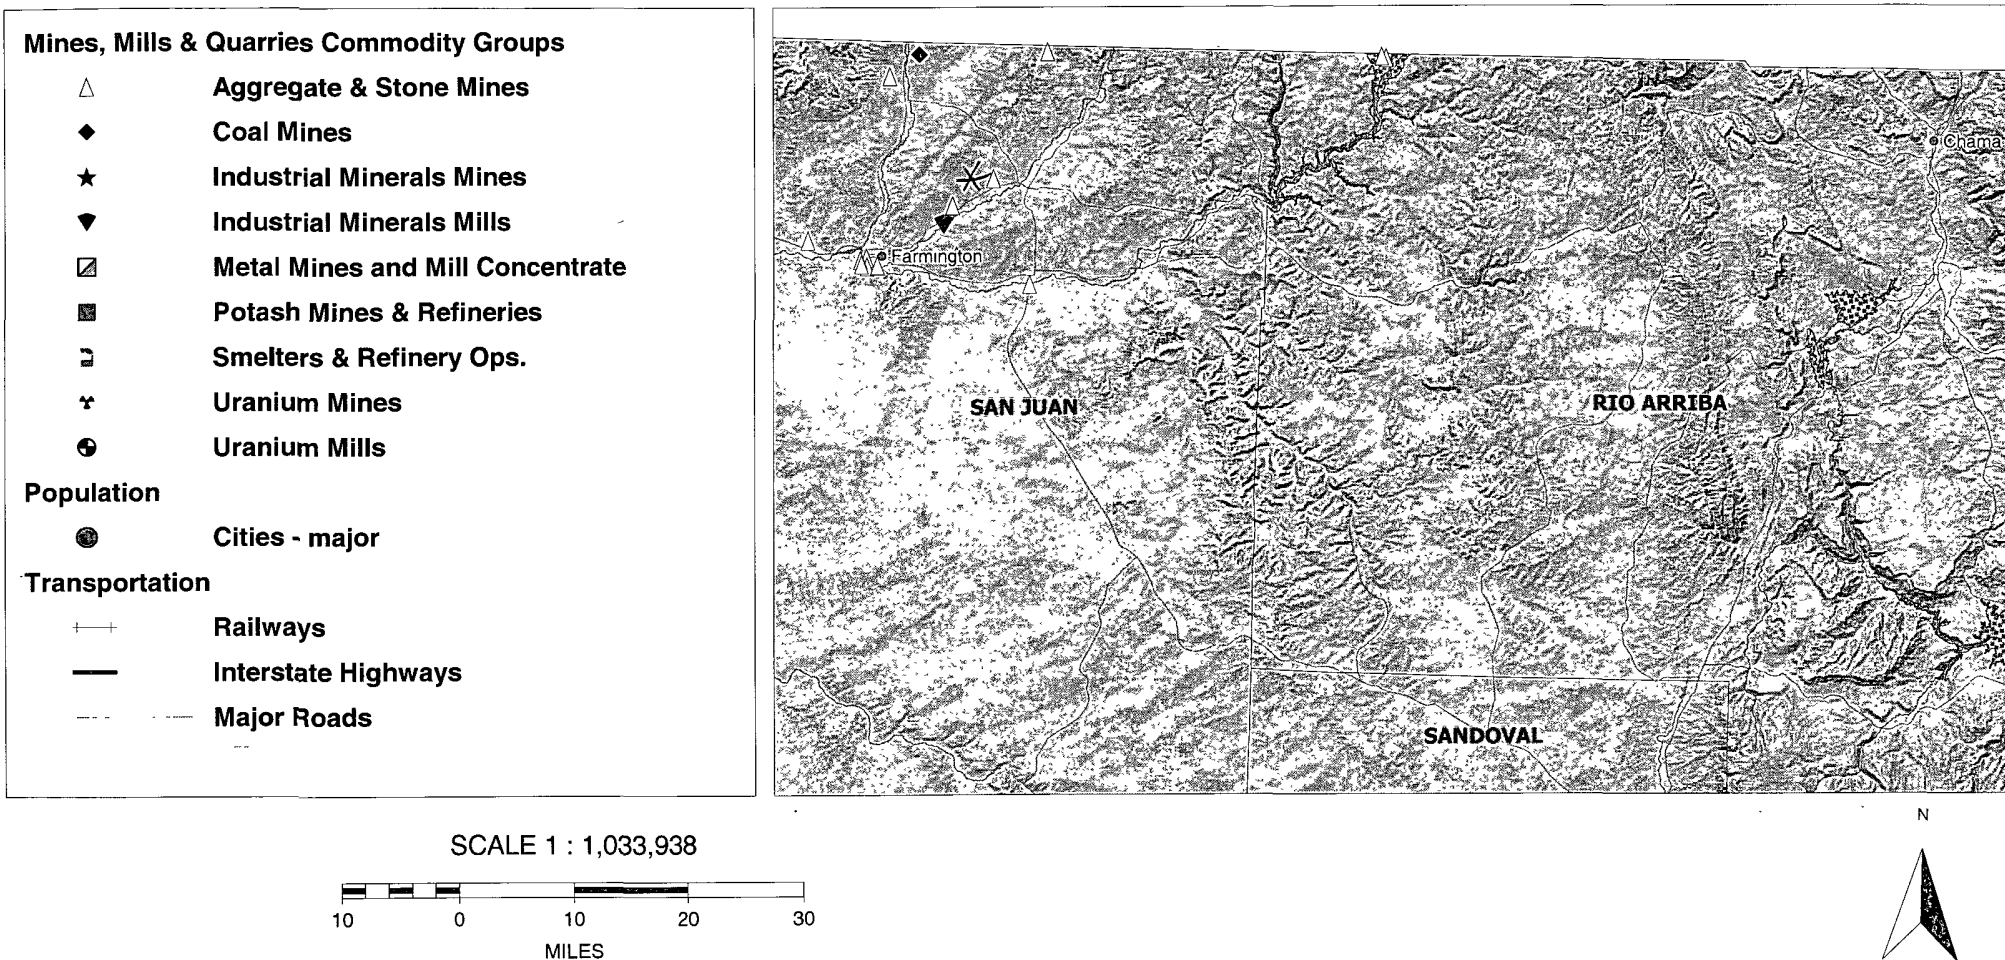 Mines, Mills & Quarries Commodity Groups
Aggregate & Stone Mines
Coal Mines
Industrial Minerals Mines
Industrial Minerals Mills
Metal Mines and Mill Concentrate
Potash Mines & Refineries
Smelters & Refinery Ops.
Uranium Mines
Uranium Mills
Population
Cities - major
Transportation
Railways
Interstate Highways
Major Roads
Chama
Farmington
SAN JUAN
RIO ARRIBA
SANDOVAL
SCALE 1 : 1,033,938
10 0 10 20 30
MILES
N